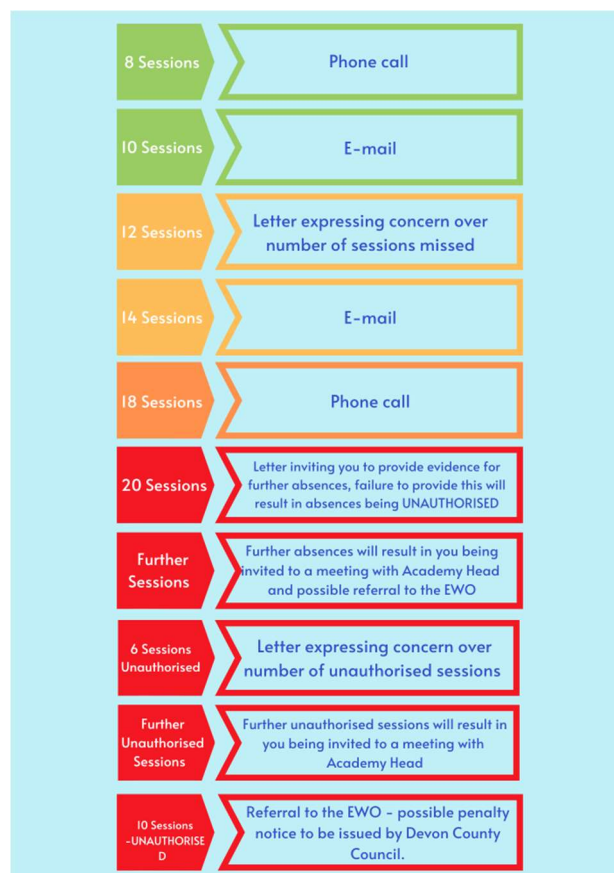 8 Sessions
Phone call
10 Sessions
E-mail
12 Sessions
Letter expressing concern over
number of sessions missed
14 Sessions
E-mail
18 Sessions
Phone call
20 Sessions
Letter inviting you to provide evidence for
further absences, failure to provide this will
result in absences being UNAUTHORISED
Further
Sessions
Further absences will result in you being
invited to a meeting with Academy Head
and possible referral to the EWO
6 Sessions
Unauthorised
Letter expressing concern over
number of unauthorised sessions
Further
Unauthorised
Sessions
Further unauthorised sessions will result in
you being invited to a meeting with
Academy Head
10 Sessions
-UNAUTHORISE
D
Referral to the EWO - possible penalty
notice to be issued by Devon County
Council.